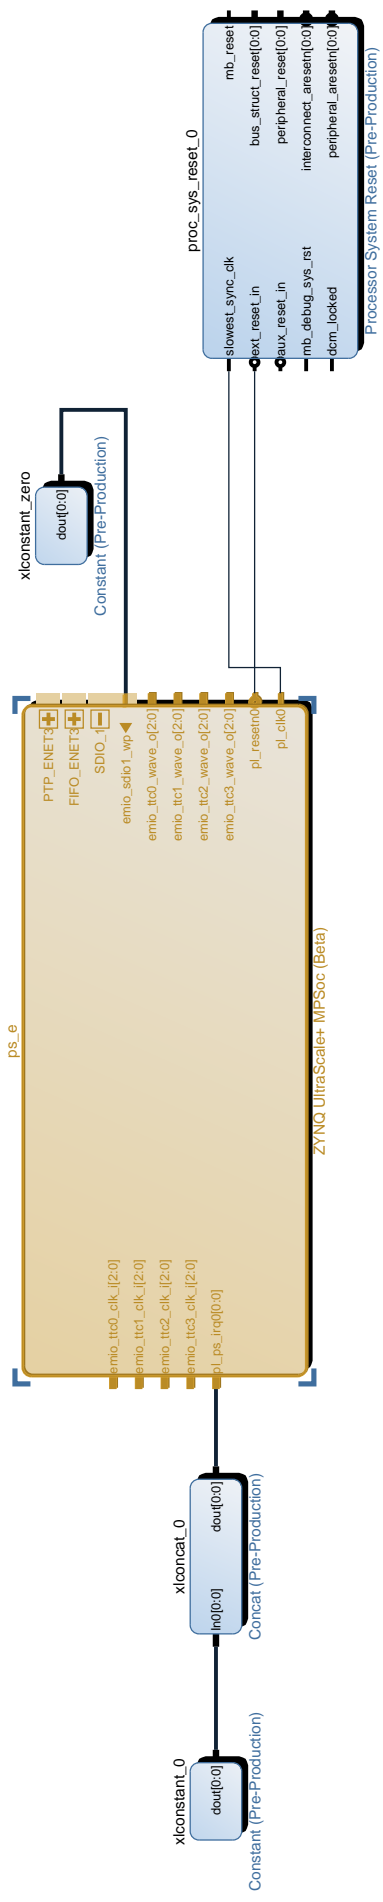 xlconstant_0
dout[0:0]
Constant (Pre-Production)
xlconcat_0
In0[0:0]
dout[0:0]
Concat (Pre-Production)
ps_e
PTP_ENET3
FIFO_ENET3
SDIO_1
emio_sdio1_wp
emio_ttc0_wave_o[2:0]
emio_ttc1_wave_o[2:0]
emio_ttc2_wave_o[2:0]
emio_ttc3_wave_o[2:0]
pl_resetn0
pl_clk0
emio_ttc0_clk_i[2:0]
emio_ttc1_clk_i[2:0]
emio_ttc2_clk_i[2:0]
emio_ttc3_clk_i[2:0]
pl_ps_irq0[0:0]
ZYNQ UltraScale+ MPSoc (Beta)
xlconstant_zero
dout[0:0]
Constant (Pre-Production)
proc_sys_reset_0
slowest_sync_clk
ext_reset_in
aux_reset_in
mb_debug_sys_rst
dcm_locked
mb_reset
bus_struct_reset[0:0]
peripheral_reset[0:0]
interconnect_aresetn[0:0]
peripheral_aresetn[0:0]
Processor System Reset (Pre-Production)